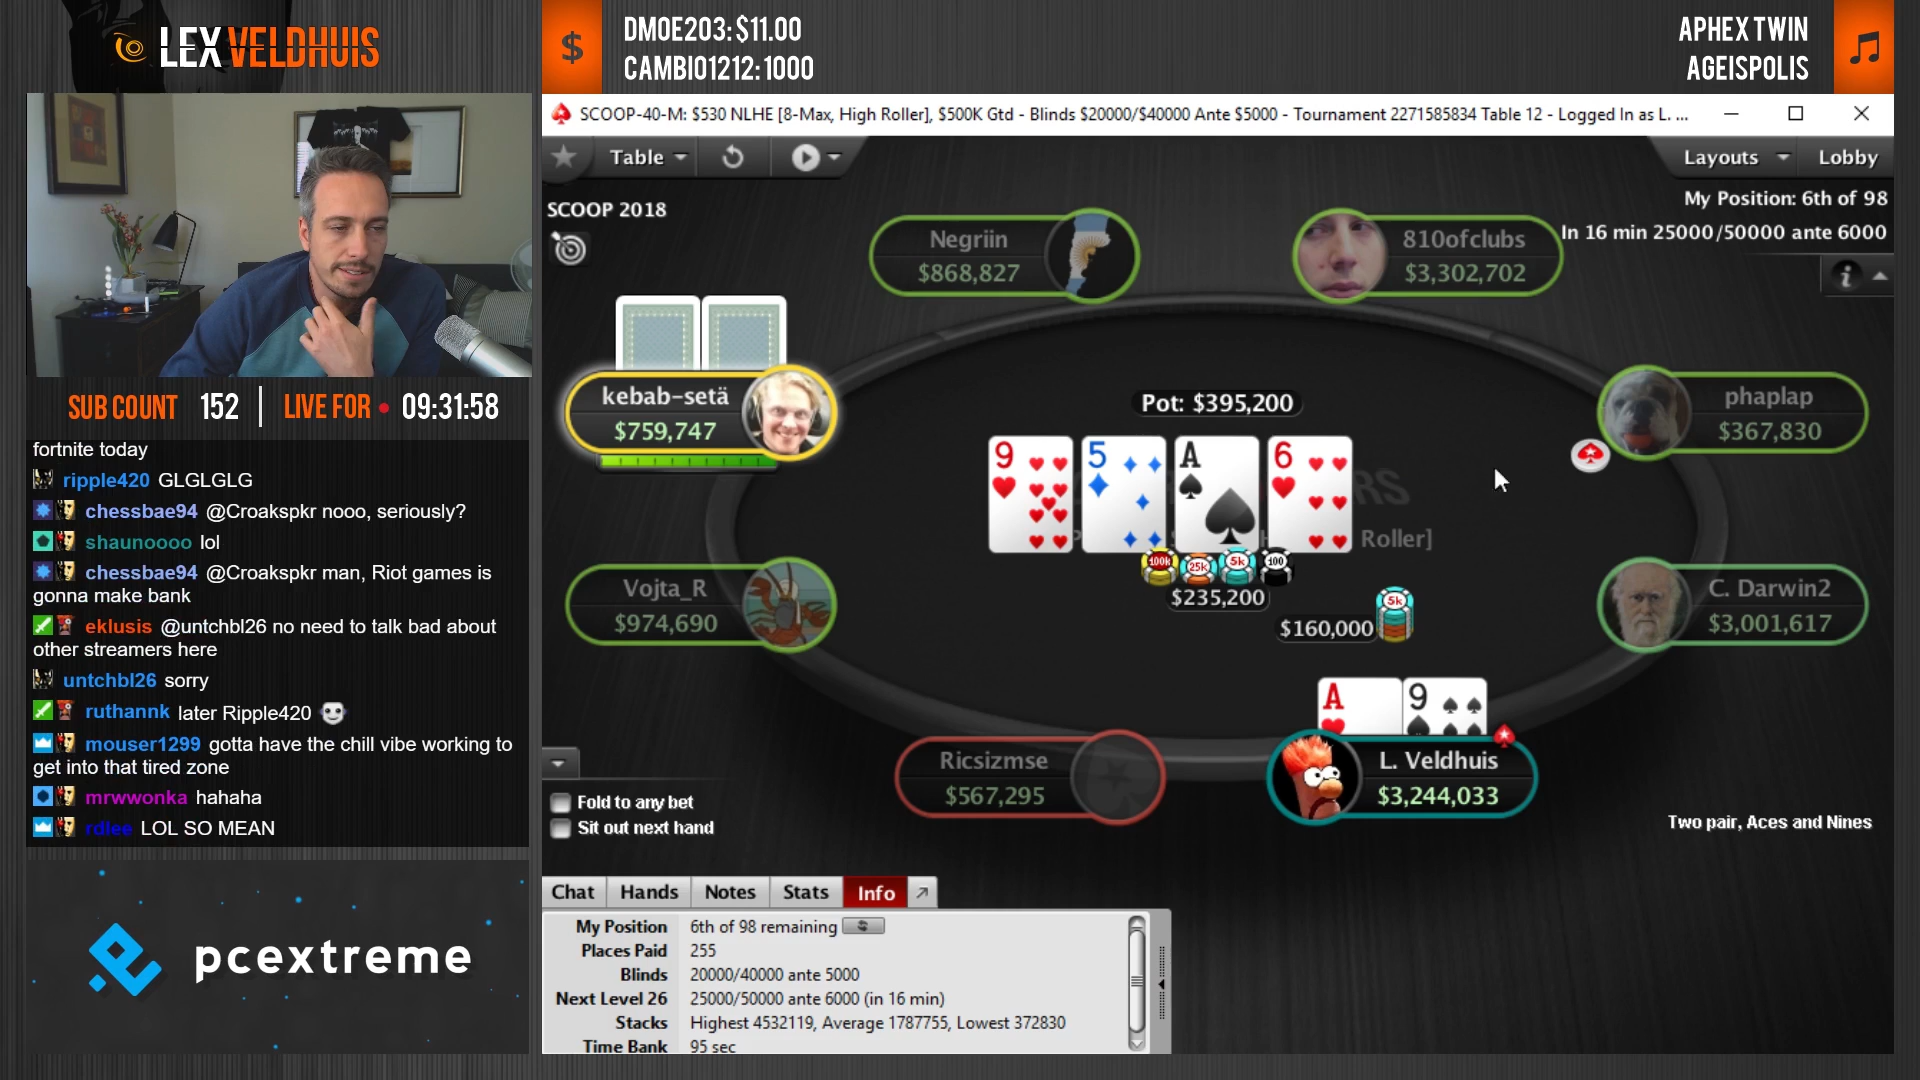 LEX VELDHUIS
$
DMOE203: $11.00
CAMBIO1212: 1000
APHEX TWIN
AGEISPOLIS
SCOOP-40-M: $530 NLHE [8-Max, High Roller], $500K Gtd - Blinds $20000/$40000 Ante $5000 - Tournament 2271585834 Table 12 - Logged In as L. ...
Table
Layouts
Lobby
SCOOP 2018
My Position: 6th of 98
In 16 min 25000/50000 ante 6000
Negriin
$868,827
810ofclubs
$3,302,702
kebab-setä
$759,747
phaplap
$367,830
Pot: $395,200
9
5
A
6
RS
Roller]
100k
25k
5k
100
$235,200
5k
$160,000
Vojta_R
$974,690
C. Darwin2
$3,001,617
A
9
Ricsizmse
$567,295
L. Veldhuis
$3,244,033
Fold to any bet
Sit out next hand
Two pair, Aces and Nines
Chat
Hands
Notes
Stats
Info
My Position 6th of 98 remaining
Places Paid 255
Blinds 20000/40000 ante 5000
Next Level 26 25000/50000 ante 6000 (in 16 min)
Stacks Highest 4532119, Average 1787755, Lowest 372830
Time Bank 95 sec
SUB COUNT 152
LIVE FOR 09:31:58
fortnite today
ripple420 GLGLGLG
chessbae94 @Croakspkr nooo, seriously?
shaunoooo lol
chessbae94 @Croakspkr man, Riot games is
gonna make bank
eklusis @untchbl26 no need to talk bad about
other streamers here
untchbl26 sorry
ruthannk later Ripple420
mouser1299 gotta have the chill vibe working to
get into that tired zone
mrwwonka hahaha
rdlee LOL SO MEAN
pcextreme